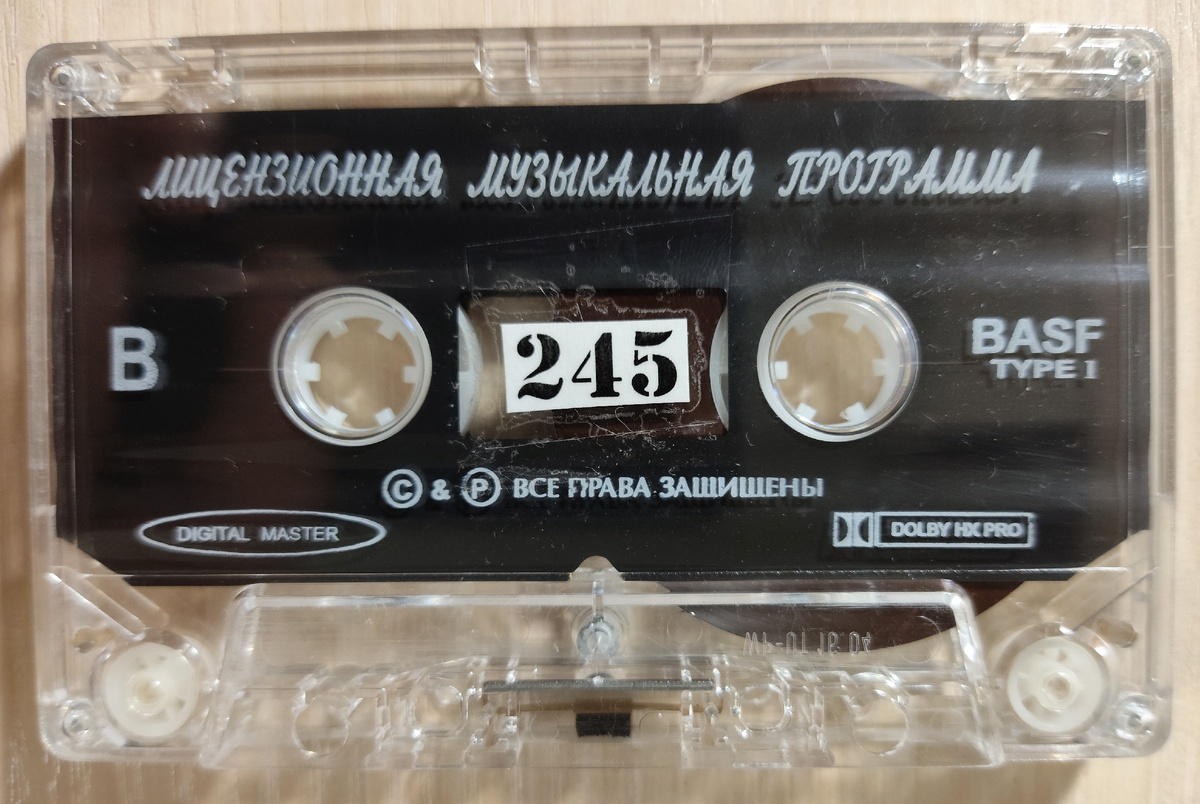 ЛИЦЕНЗИОННАЯ МУЗЫКАЛЬНАЯ ПРОГРАММА
B
245
BASF
TYPE I
© & ℗ ВСЕ ПРАВА ЗАЩИЩЕНЫ
DIGITAL MASTER
DOLBY HX PRO